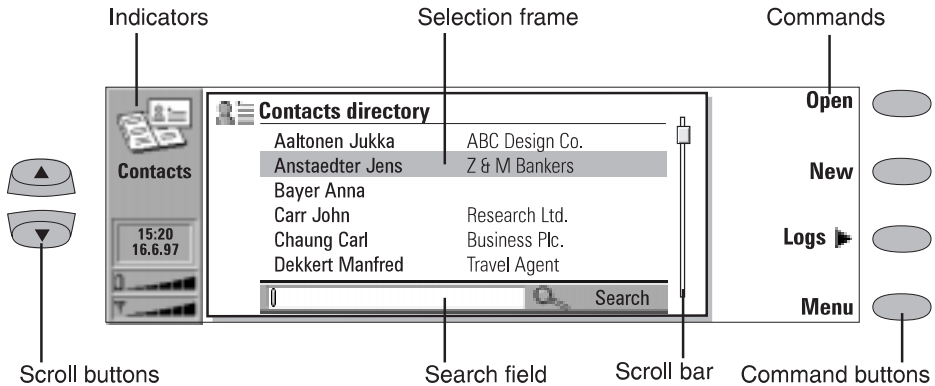 Indicators Selection frame Commands
Contacts
15:20
16.6.97
Contacts directory
Aaltonen Jukka ABC Design Co.
Anstaedter Jens Z & M Bankers
Bayer Anna
Carr John Research Ltd.
Chaung Carl Business Plc.
Dekkert Manfred Travel Agent
Search
Open
New
Logs
Menu
Scroll buttons Search field Scroll bar Command buttons